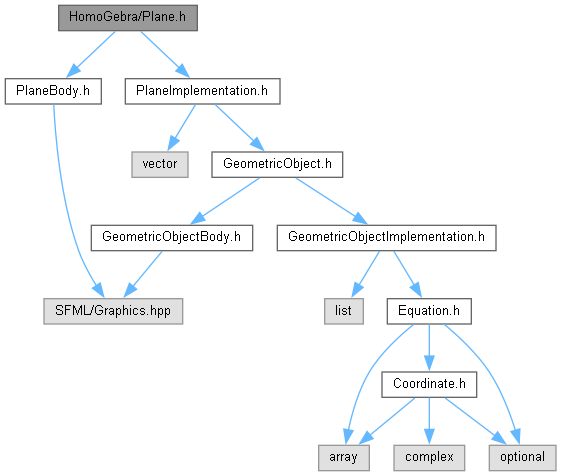 HomoGebra/Plane.h
PlaneBody.h
PlaneImplementation.h
vector
GeometricObject.h
GeometricObjectBody.h
GeometricObjectImplementation.h
SFML/Graphics.hpp
list
Equation.h
Coordinate.h
array
complex
optional